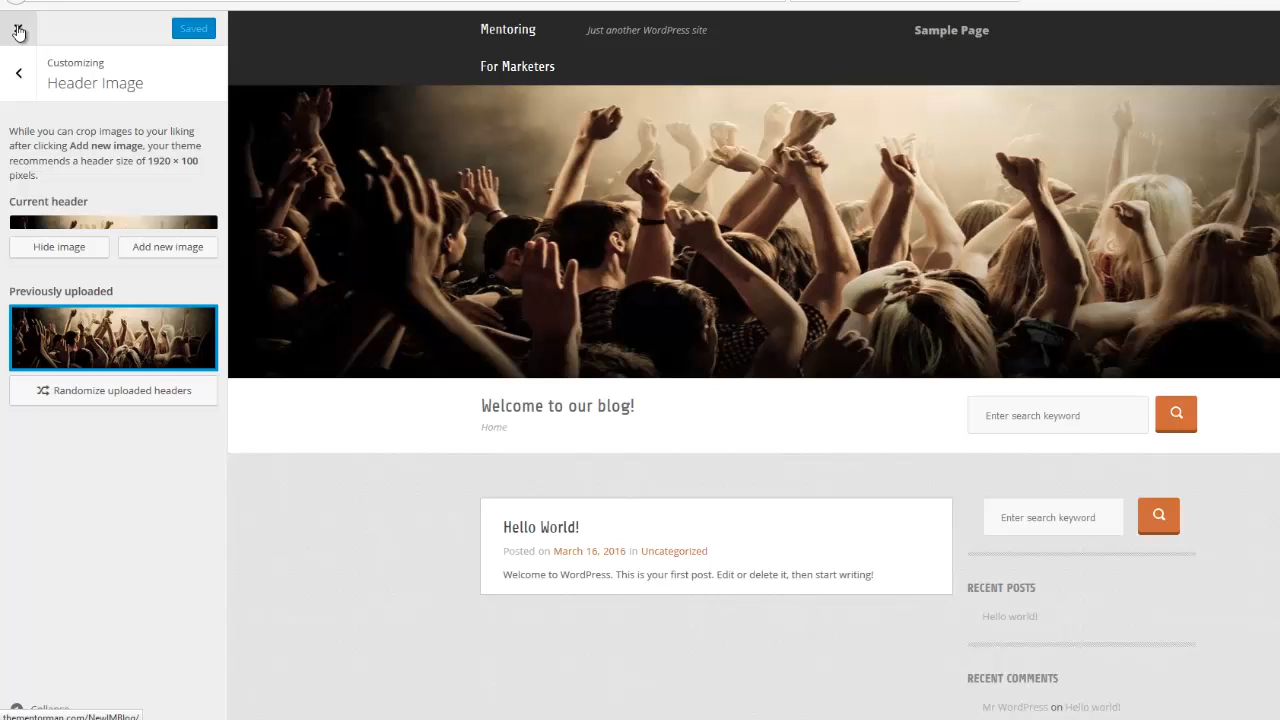 Saved
Customizing
Header Image
While you can crop images to your liking
after clicking Add new image, your theme
recommends a header size of 1920 × 100
pixels.
Current header
Hide image
Add new image
Previously uploaded
Randomize uploaded headers
Collapse
thementorman.com/NewIMBlog/
Mentoring
For Marketers
Just another WordPress site
Sample Page
Welcome to our blog!
Home
Enter search keyword
Hello World!
Posted on March 16, 2016 in Uncategorized
Welcome to WordPress. This is your first post. Edit or delete it, then start writing!
Enter search keyword
RECENT POSTS
Hello world!
RECENT COMMENTS
Mr WordPress on Hello world!